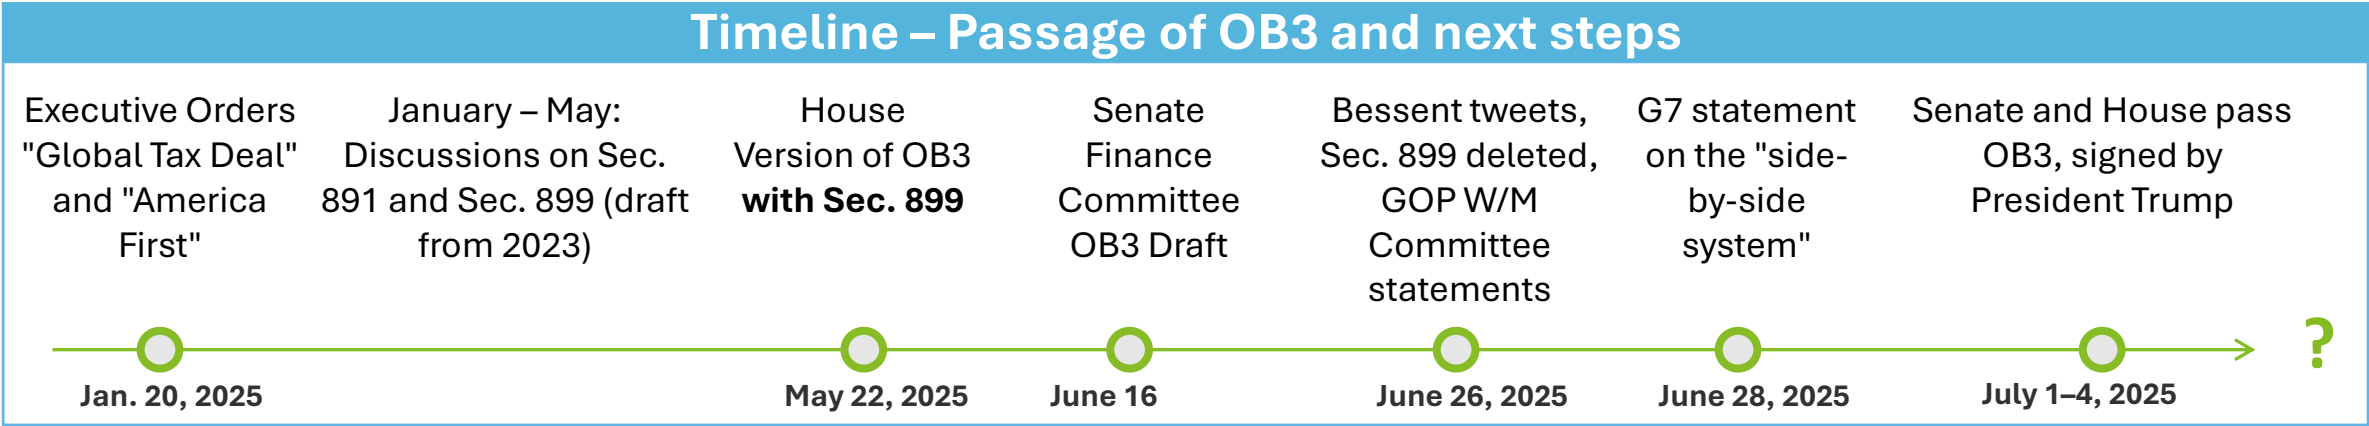 Timeline – Passage of OB3 and next steps
Executive Orders
"Global Tax Deal"
and "America
First"
January – May:
Discussions on Sec.
891 and Sec. 899 (draft
from 2023)
House
Version of OB3
with Sec. 899
Senate
Finance
Committee
OB3 Draft
Bessent tweets,
Sec. 899 deleted,
GOP W/M
Committee
statements
G7 statement
on the "side-
by-side
system"
Senate and House pass
OB3, signed by
President Trump
?
Jan. 20, 2025
May 22, 2025
June 16
June 26, 2025
June 28, 2025
July 1–4, 2025